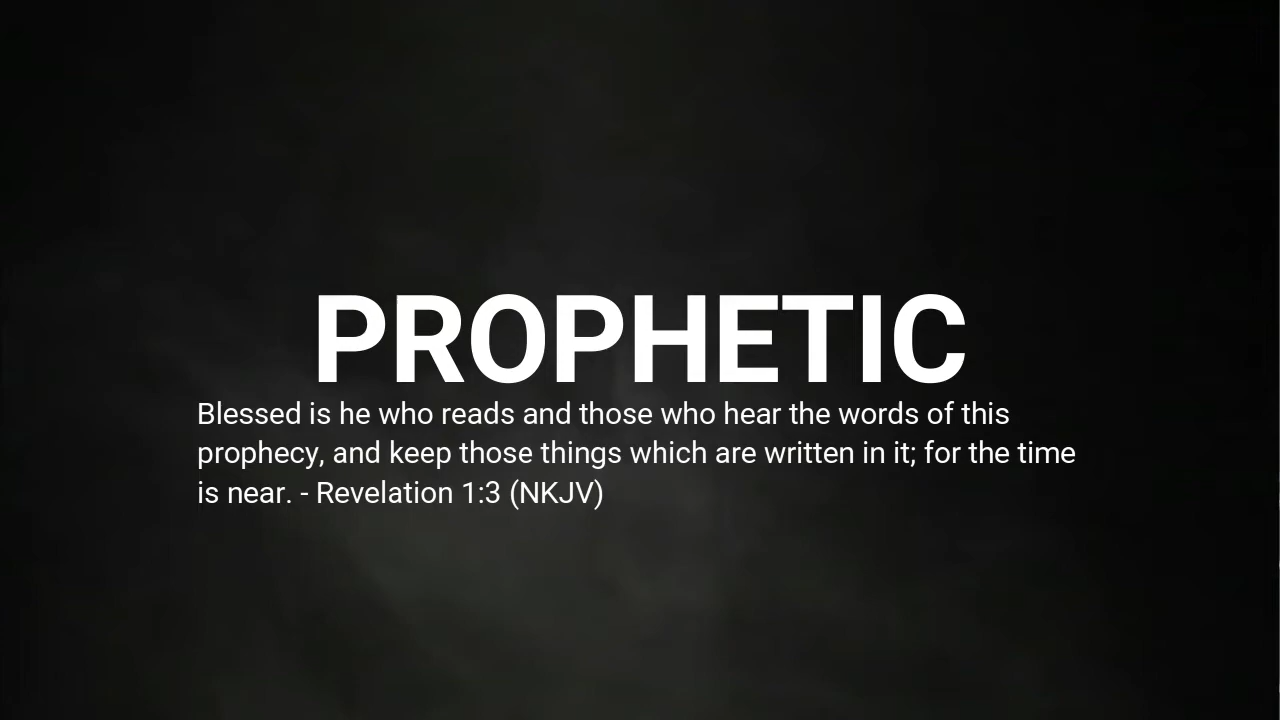 PROPHETIC
Blessed is he who reads and those who hear the words of this
prophecy, and keep those things which are written in it; for the time
is near. - Revelation 1:3 (NKJV)